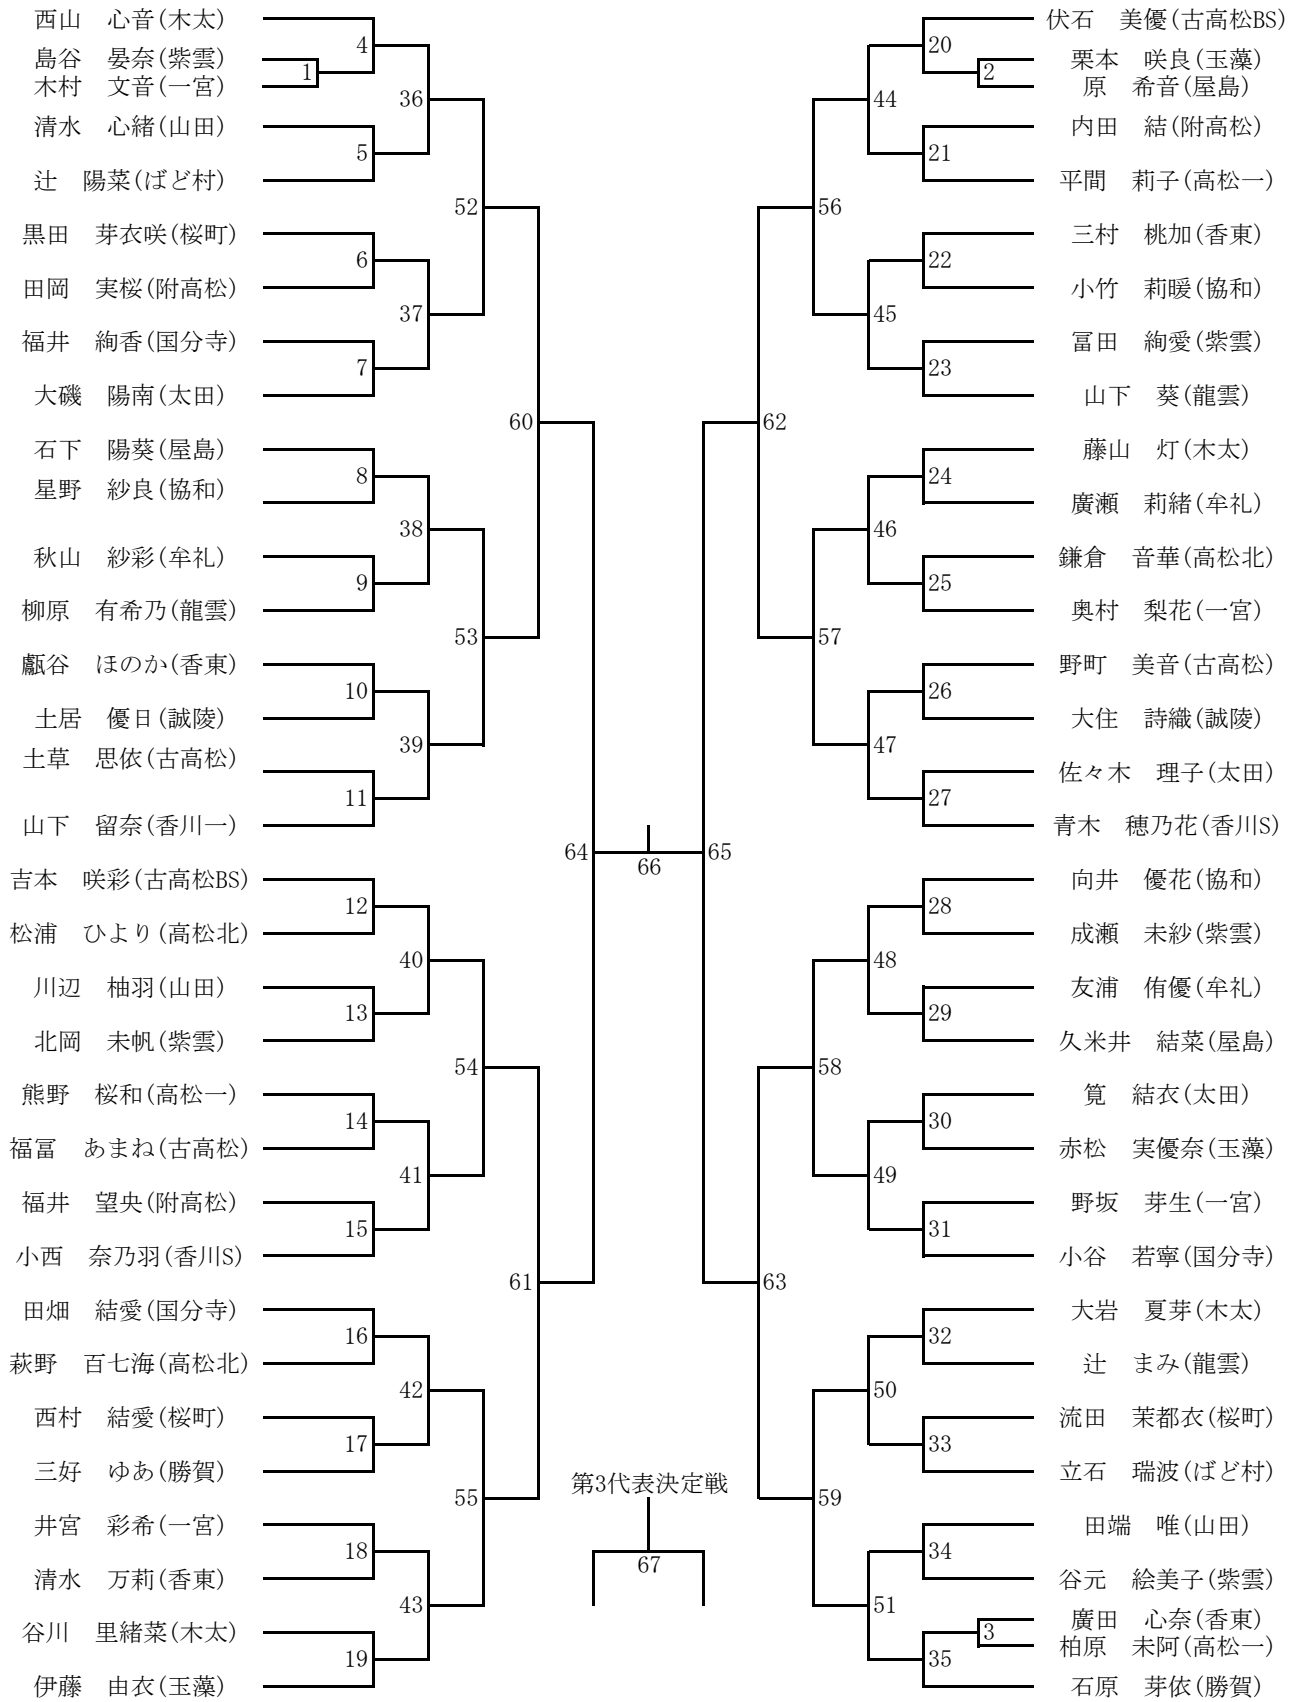 西山　心音(木太)
島谷　晏奈(紫雲)
木村　文音(一宮)
清水　心緒(山田)
辻　陽菜(ばど村)
黒田　芽衣咲(桜町)
田岡　実桜(附高松)
福井　絢香(国分寺)
大磯　陽南(太田)
石下　陽葵(屋島)
星野　紗良(協和)
秋山　紗彩(牟礼)
柳原　有希乃(龍雲)
甗谷　ほのか(香東)
土居　優日(誠陵)
土草　思依(古高松)
山下　留奈(香川一)
吉本　咲彩(古高松BS)
松浦　ひより(高松北)
川辺　柚羽(山田)
北岡　未帆(紫雲)
熊野　桜和(高松一)
福冨　あまね(古高松)
福井　望央(附高松)
小西　奈乃羽(香川S)
田畑　結愛(国分寺)
萩野　百七海(高松北)
西村　結愛(桜町)
三好　ゆあ(勝賀)
井宮　彩希(一宮)
清水　万莉(香東)
谷川　里緒菜(木太)
伊藤　由衣(玉藻)
1
4
5
6
7
8
9
10
11
12
13
14
15
16
17
18
19
36
37
38
39
40
41
42
43
52
53
54
55
60
61
64
66
65
第3代表決定戦
67
62
63
56
57
58
59
44
45
46
47
48
49
50
51
20
21
22
23
24
25
26
27
28
29
30
31
32
33
34
35
2
3
伏石　美優(古高松BS)
栗本　咲良(玉藻)
原　希音(屋島)
内田　結(附高松)
平間　莉子(高松一)
三村　桃加(香東)
小竹　莉暖(協和)
冨田　絢愛(紫雲)
山下　葵(龍雲)
藤山　灯(木太)
廣瀬　莉緒(牟礼)
鎌倉　音華(高松北)
奥村　梨花(一宮)
野町　美音(古高松)
大住　詩織(誠陵)
佐々木　理子(太田)
青木　穂乃花(香川S)
向井　優花(協和)
成瀬　未紗(紫雲)
友浦　侑優(牟礼)
久米井　結菜(屋島)
筧　結衣(太田)
赤松　実優奈(玉藻)
野坂　芽生(一宮)
小谷　若寧(国分寺)
大岩　夏芽(木太)
辻　まみ(龍雲)
流田　茉都衣(桜町)
立石　瑞波(ばど村)
田端　唯(山田)
谷元　絵美子(紫雲)
廣田　心奈(香東)
柏原　未阿(高松一)
石原　芽依(勝賀)